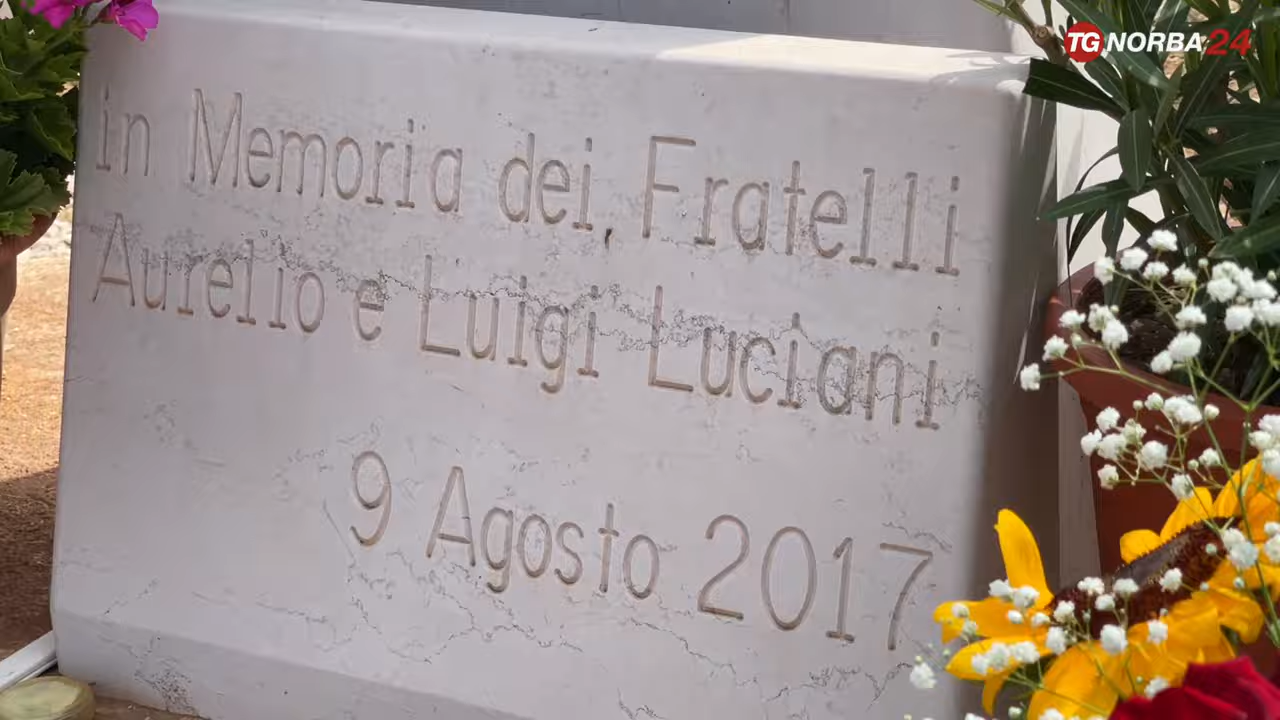 TG NORBA 24
in Memoria dei Fratelli
Aurelio e Luigi Luciani
9 Agosto 2017